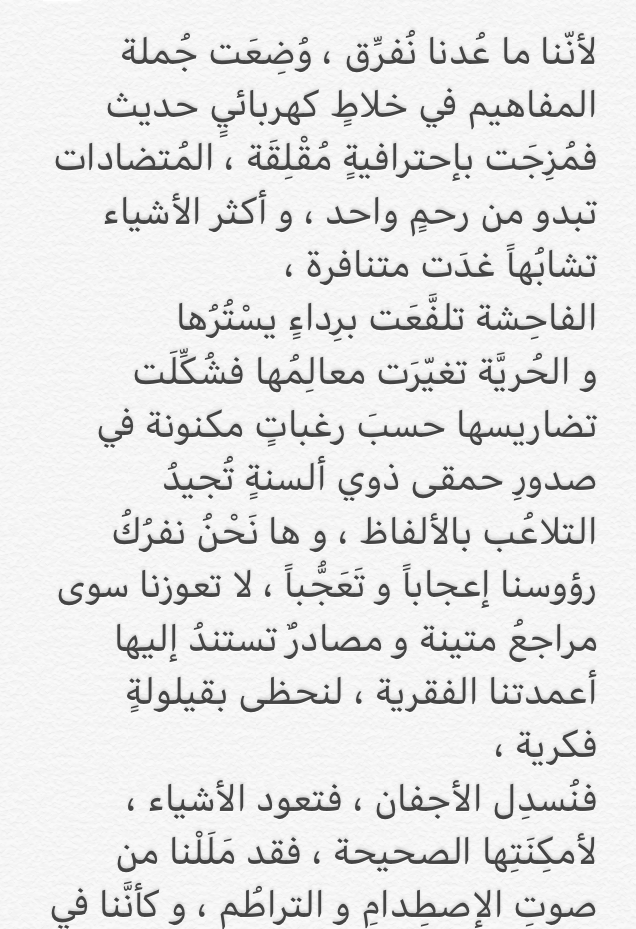 لأنّنا ما عُدنا نُفرِّق ، وُضِعَت جُملة
المفاهيم في خلاطٍ كهربائيٍ حديث
فمُزِجَت بإحترافيةٍ مُقْلِقَة ، المُتضادات
تبدو من رحمٍ واحد ، و أكثر الأشياء
تشابُهاً غدَت متنافرة ،
الفاحِشة تلفَّعَت برِداءٍ يسْتُرُها
و الحُريَّة تغيّرَت معالِمُها فشُكِّلَت
تضاريسها حسبَ رغباتٍ مكنونة في
صدورِ حمقى ذوي ألسنةٍ تُجيدُ
التلاعُب بالألفاظ ، و ها نَحْنُ نفرُكُ
رؤوسنا إعجاباً و تَعَجُّباً ، لا تعوزنا سوى
مراجعُ متينة و مصادرٌ تستندُ إليها
أعمدتنا الفقرية ، لنحظى بقيلولةٍ
فكرية ،
فنُسدِل الأجفان ، فتعود الأشياء ،
لأمكِنَتِها الصحيحة ، فقد مَلَلْنا من
صوتِ الإصطِدامِ و التراطُم ، و كأنَّنا في